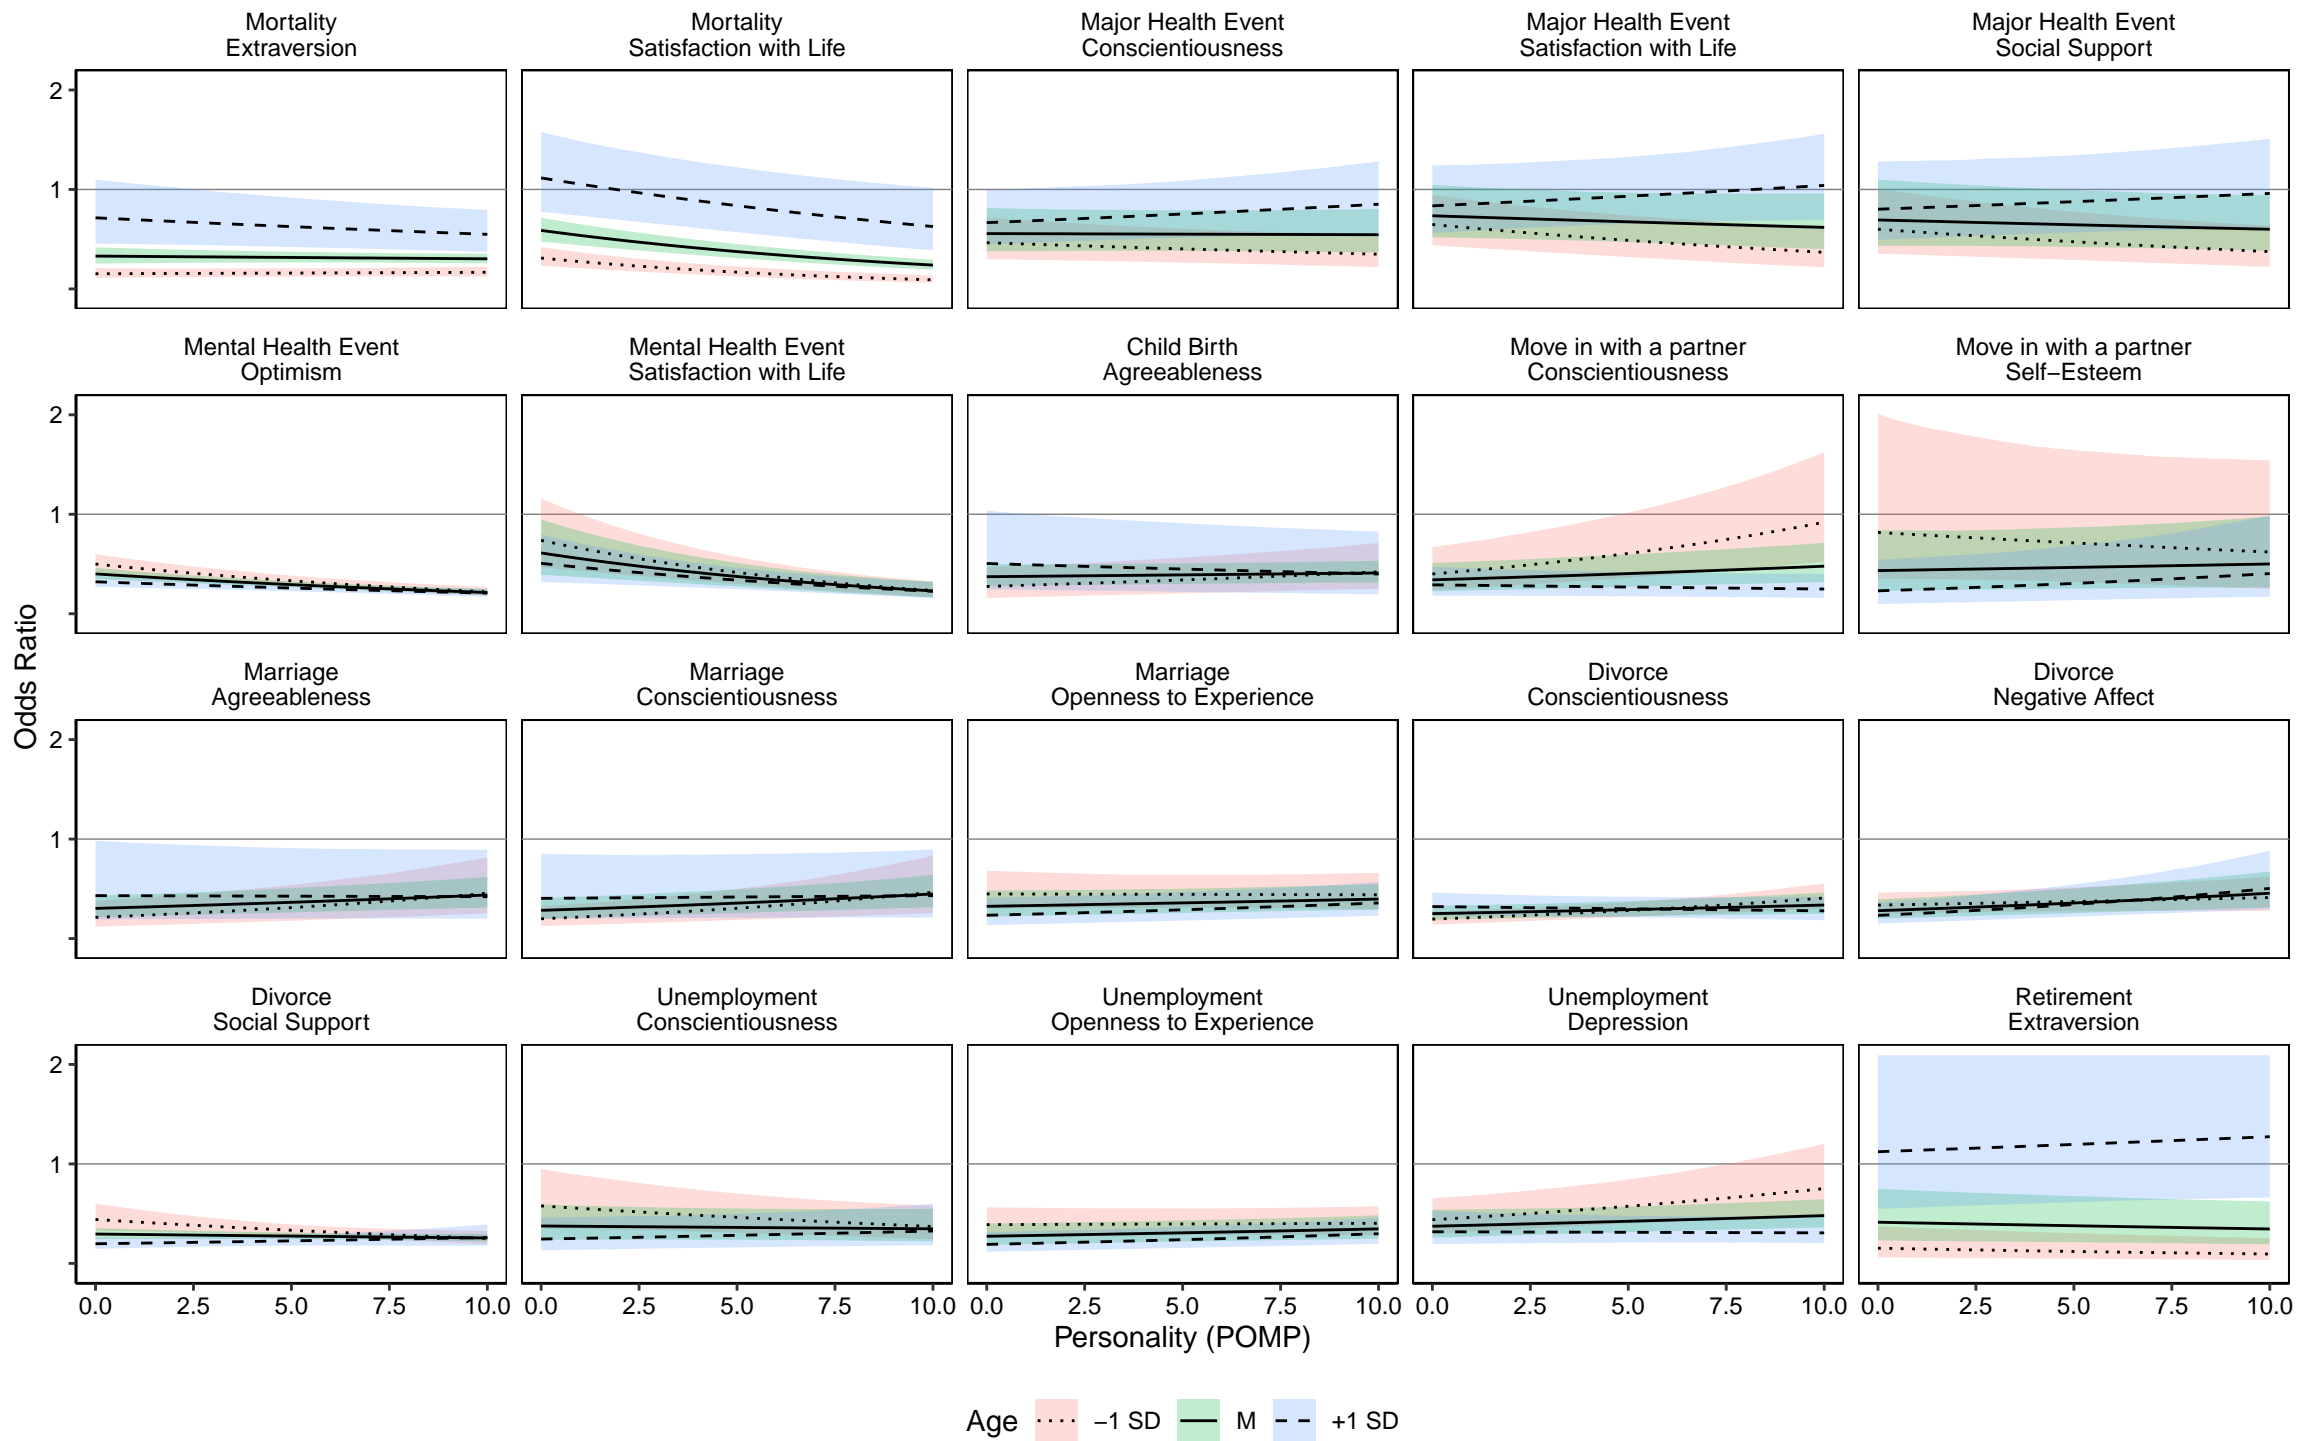 Mortality
Extraversion
Mortality
Satisfaction with Life
Major Health Event
Conscientiousness
Major Health Event
Satisfaction with Life
Major Health Event
Social Support
2
1
Mental Health Event
Optimism
Mental Health Event
Satisfaction with Life
Child Birth
Agreeableness
Move in with a partner
Conscientiousness
Move in with a partner
Self−Esteem
2
1
Odds Ratio
Marriage
Agreeableness
Marriage
Conscientiousness
Marriage
Openness to Experience
Divorce
Conscientiousness
Divorce
Negative Affect
2
1
Divorce
Social Support
Unemployment
Conscientiousness
Unemployment
Openness to Experience
Unemployment
Depression
Retirement
Extraversion
2
1
0.0 2.5 5.0 7.5 10.0 0.0 2.5 5.0 7.5 10.0 0.0 2.5 5.0 7.5 10.0 0.0 2.5 5.0 7.5 10.0 0.0 2.5 5.0 7.5 10.0
Personality (POMP)
Age −1 SD M +1 SD